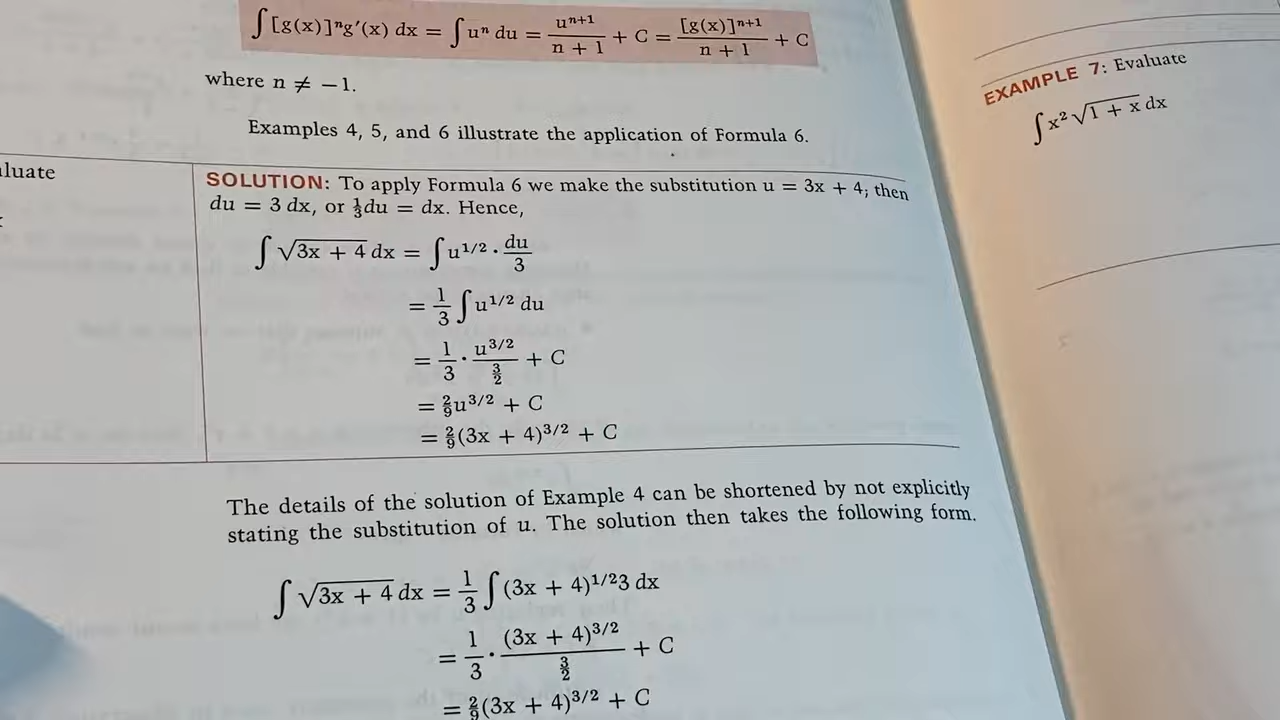 ∫[g(x)]ⁿg′(x) dx = ∫uⁿ du = uⁿ⁺¹/(n + 1) + C = [g(x)]ⁿ⁺¹/(n + 1) + C
where n ≠ −1.
Examples 4, 5, and 6 illustrate the application of Formula 6.
SOLUTION: To apply Formula 6 we make the substitution u = 3x + 4; then
du = 3 dx, or ⅓du = dx. Hence,
∫√(3x + 4) dx = ∫u^(1/2) · du/3
= 1/3 ∫u^(1/2) du
= 1/3 · u^(3/2)/(3/2) + C
= 2/9 u^(3/2) + C
= 2/9 (3x + 4)^(3/2) + C
The details of the solution of Example 4 can be shortened by not explicitly
stating the substitution of u. The solution then takes the following form.
∫√(3x + 4) dx = 1/3 ∫(3x + 4)^(1/2) 3 dx
= 1/3 · (3x + 4)^(3/2)/(3/2) + C
= 2/9 (3x + 4)^(3/2) + C
EXAMPLE 7: Evaluate
∫x²√(1 + x) dx